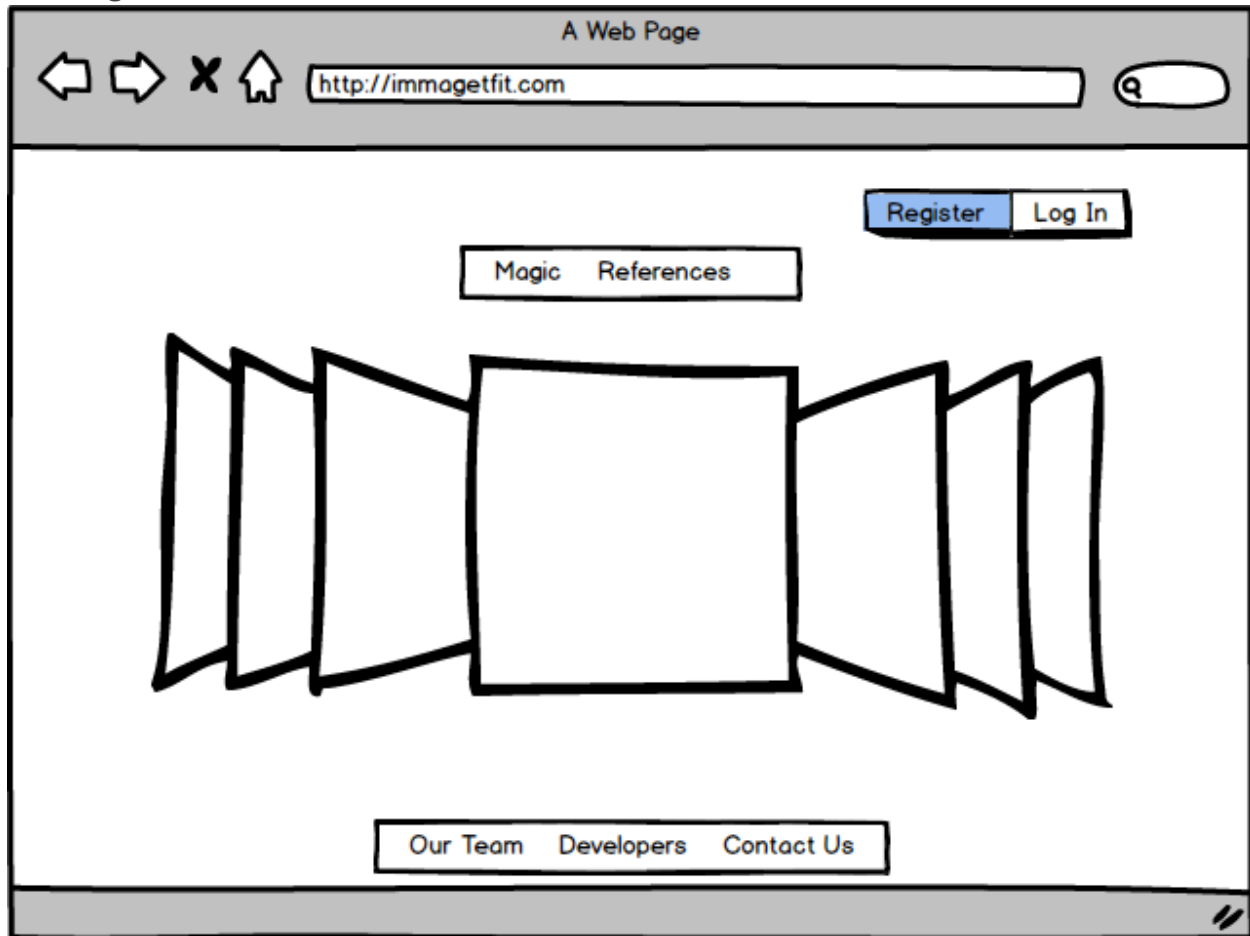 A Web Page
http://immagetfit.com
Register Log In
Magic References
Our Team Developers Contact Us